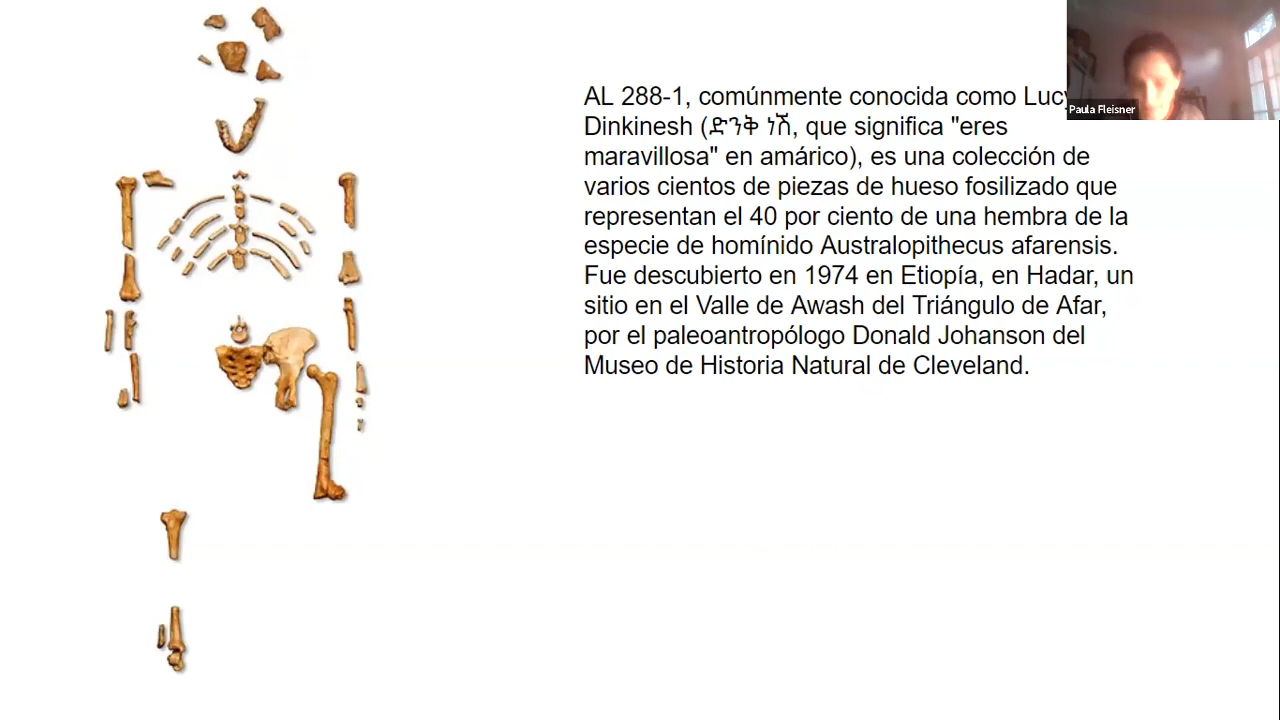 AL 288-1, comúnmente conocida como Lucy
Dinkinesh (ድንቅ ነሽ, que significa "eres
maravillosa" en amárico), es una colección de
varios cientos de piezas de hueso fosilizado que
representan el 40 por ciento de una hembra de la
especie de homínido Australopithecus afarensis.
Fue descubierto en 1974 en Etiopía, en Hadar, un
sitio en el Valle de Awash del Triángulo de Afar,
por el paleoantropólogo Donald Johanson del
Museo de Historia Natural de Cleveland.
Paula Fleisner